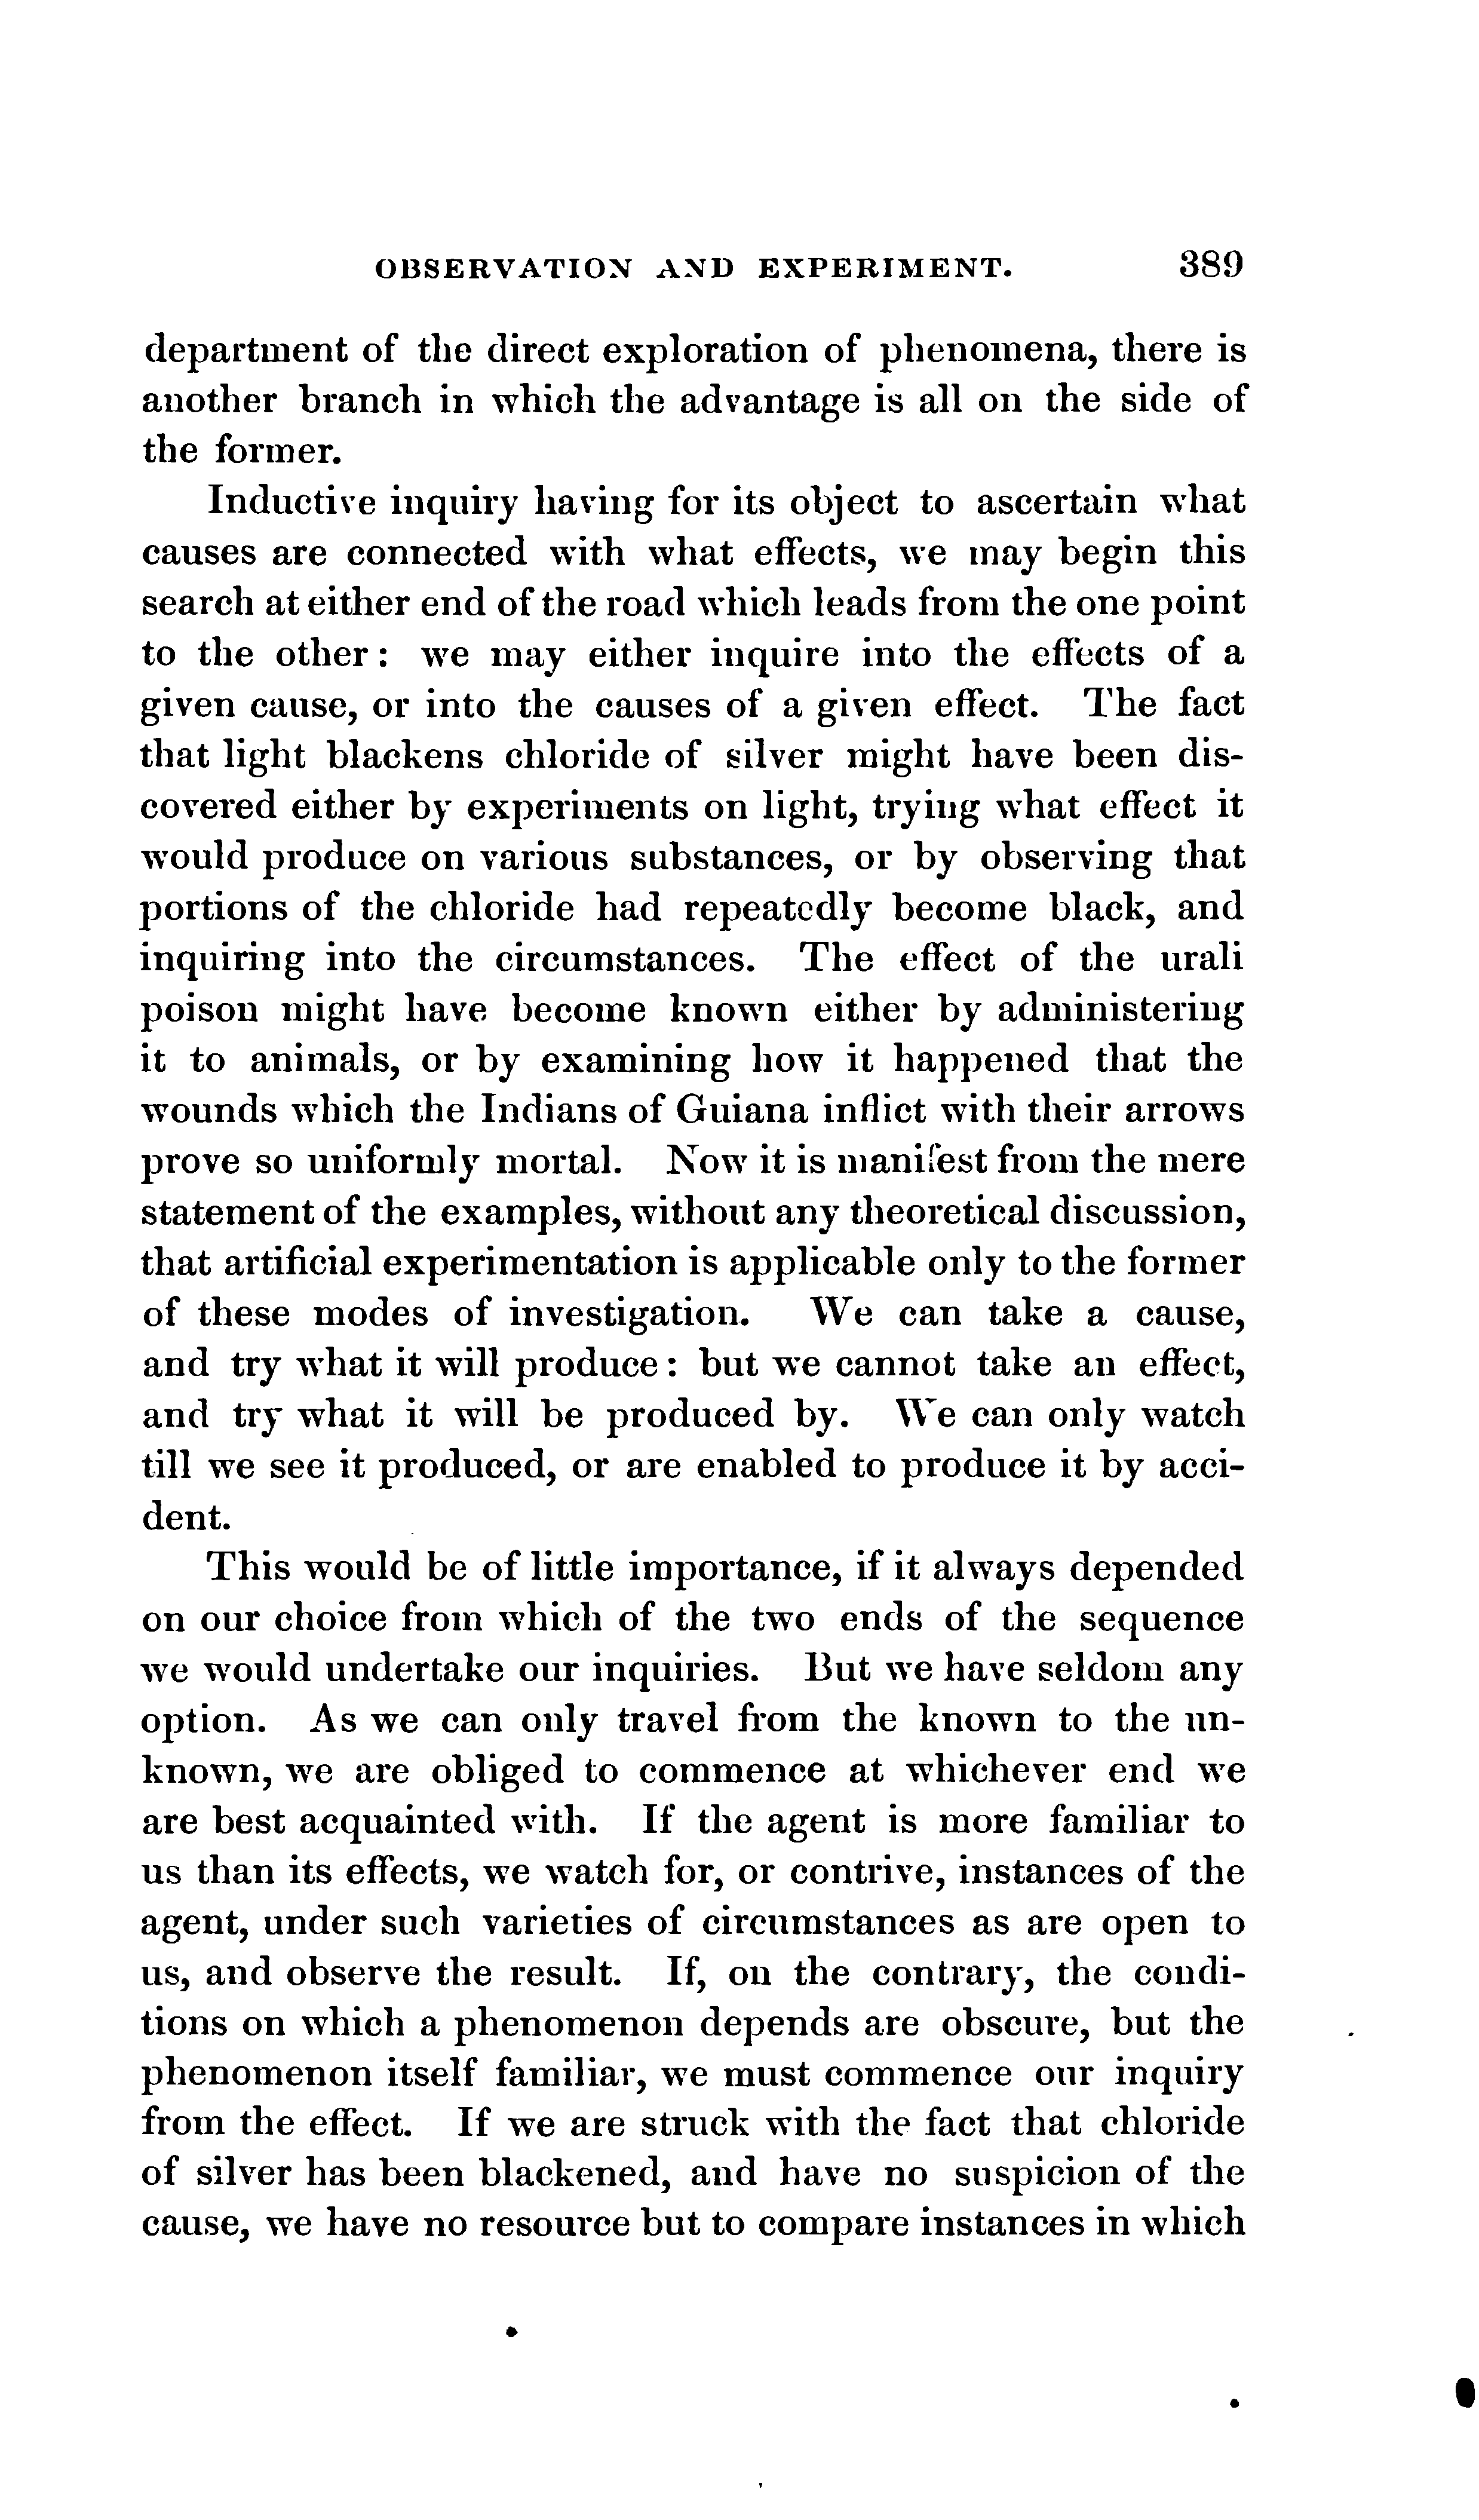 OBSERVATION AND EXPERIMENT. 389
department of the direct exploration of phenomena, there is
another branch in which the advantage is all on the side of
the former.
Inductive inquiry having for its object to ascertain what
causes are connected with what effects, we may begin this
search at either end of the road which leads from the one point
to the other: we may either inquire into the effects of a
given cause, or into the causes of a given effect. The fact
that light blackens chloride of silver might have been dis-
covered either by experiments on light, trying what effect it
would produce on various substances, or by observing that
portions of the chloride had repeatedly become black, and
inquiring into the circumstances. The effect of the urali
poison might have become known either by administering
it to animals, or by examining how it happened that the
wounds which the Indians of Guiana inflict with their arrows
prove so uniformly mortal. Now it is manifest from the mere
statement of the examples, without any theoretical discussion,
that artificial experimentation is applicable only to the former
of these modes of investigation. We can take a cause,
and try what it will produce: but we cannot take an effect,
and try what it will be produced by. We can only watch
till we see it produced, or are enabled to produce it by acci-
dent.
This would be of little importance, if it always depended
on our choice from which of the two ends of the sequence
we would undertake our inquiries. But we have seldom any
option. As we can only travel from the known to the un-
known, we are obliged to commence at whichever end we
are best acquainted with. If the agent is more familiar to
us than its effects, we watch for, or contrive, instances of the
agent, under such varieties of circumstances as are open to
us, and observe the result. If, on the contrary, the condi-
tions on which a phenomenon depends are obscure, but the
phenomenon itself familiar, we must commence our inquiry
from the effect. If we are struck with the fact that chloride
of silver has been blackened, and have no suspicion of the
cause, we have no resource but to compare instances in which